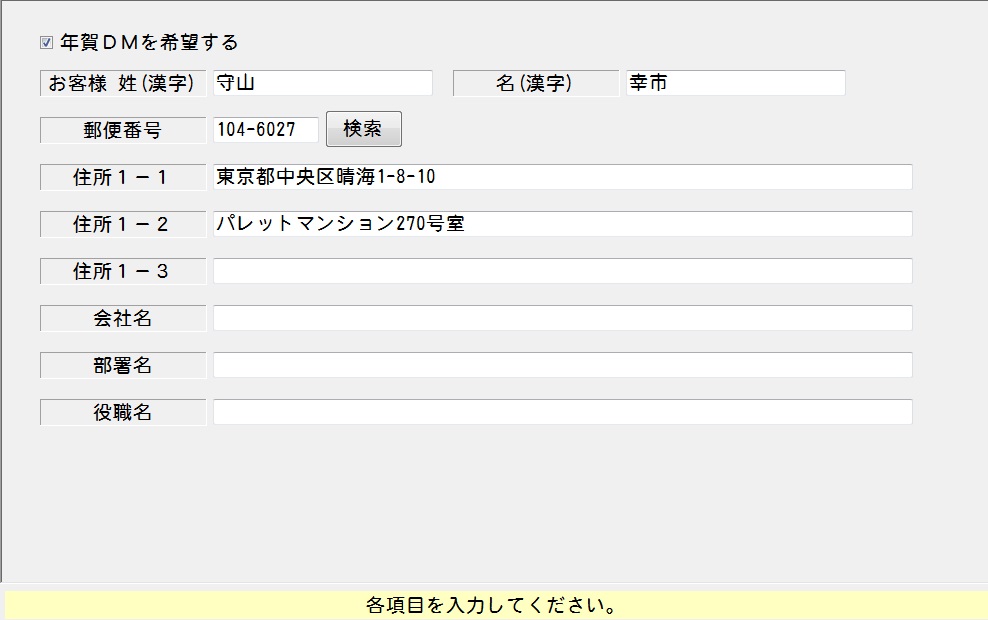 年賀ＤＭを希望する
お客様 姓(漢字) 守山 名(漢字) 幸市
郵便番号 104-6027 検索
住所１－１ 東京都中央区晴海1-8-10
住所１－２ パレットマンション270号室
住所１－３
会社名
部署名
役職名
各項目を入力してください。